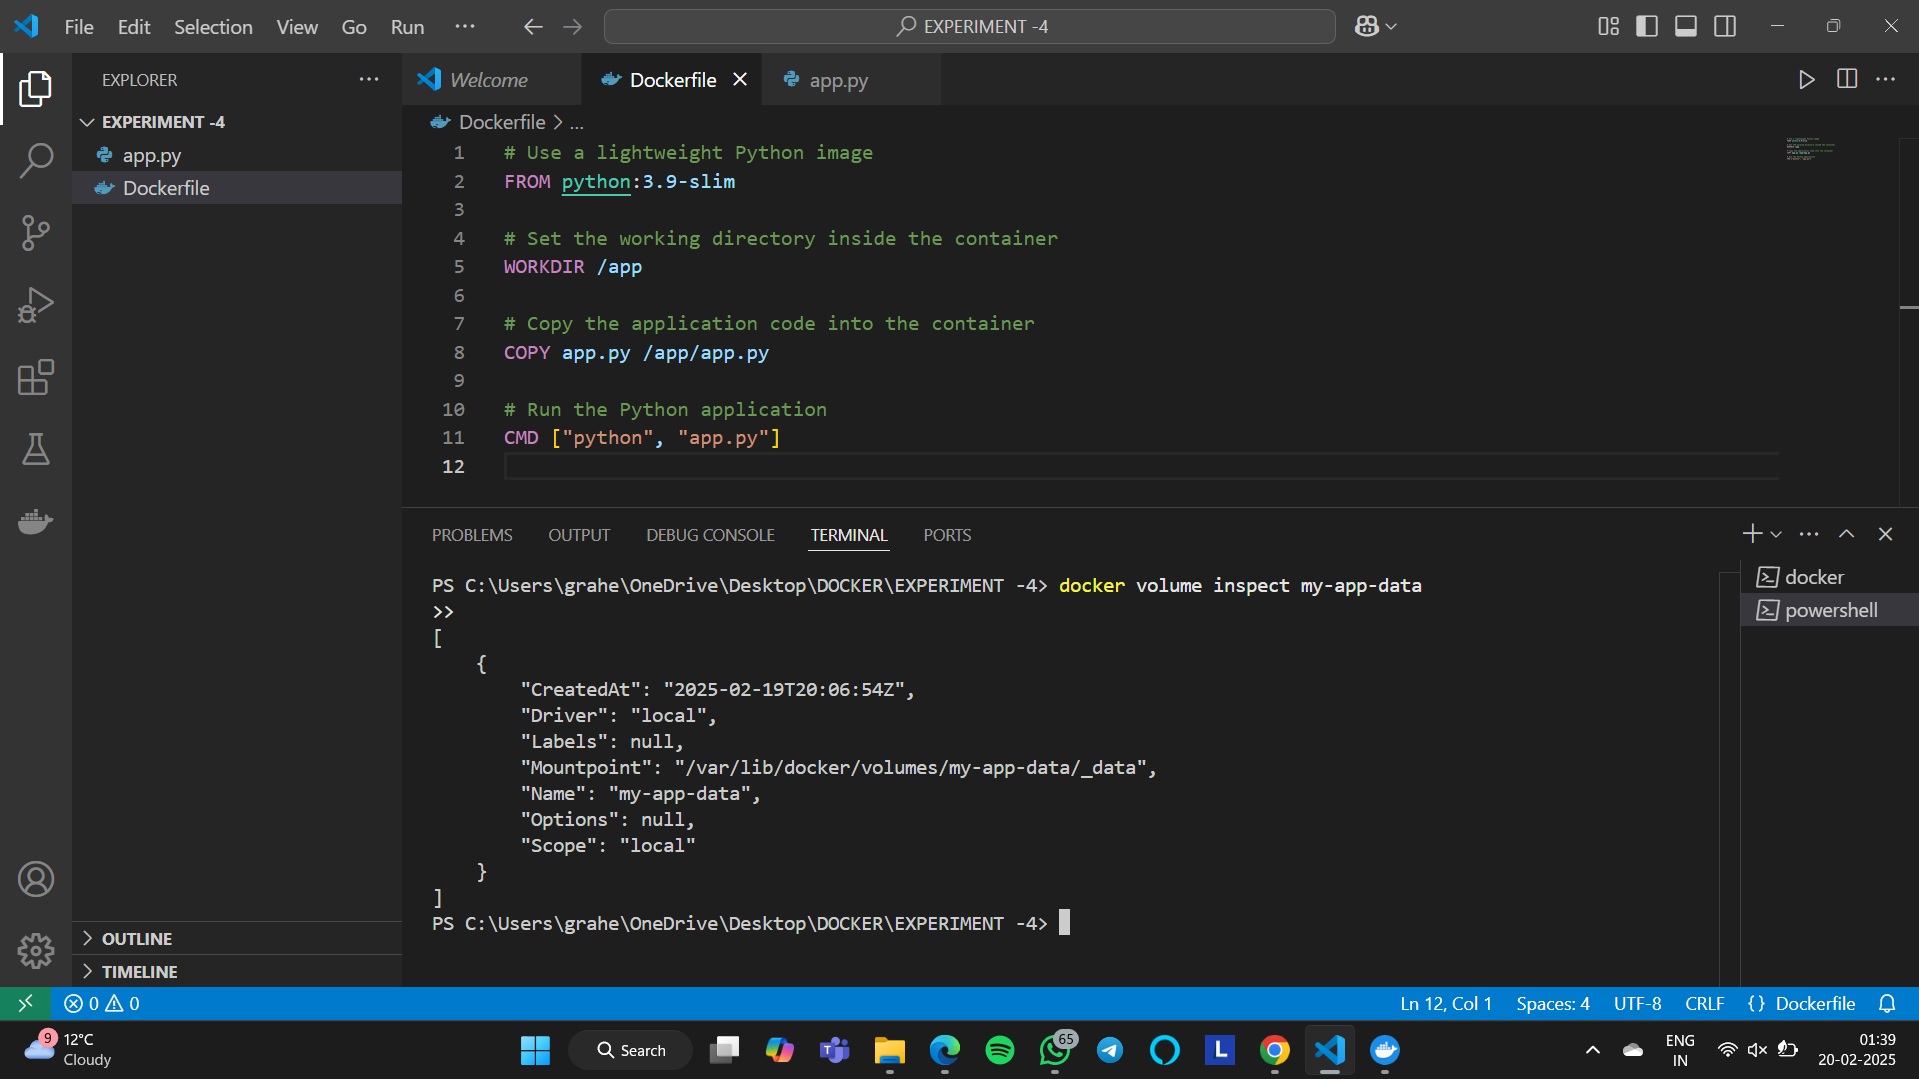 File Edit Selection View Go Run ... EXPERIMENT -4
EXPLORER ...
EXPERIMENT -4
app.py
Dockerfile
OUTLINE
TIMELINE
Welcome Dockerfile app.py
Dockerfile > ...
1 # Use a lightweight Python image
2 FROM python:3.9-slim
3
4 # Set the working directory inside the container
5 WORKDIR /app
6
7 # Copy the application code into the container
8 COPY app.py /app/app.py
9
10 # Run the Python application
11 CMD ["python", "app.py"]
12
PROBLEMS OUTPUT DEBUG CONSOLE TERMINAL PORTS
PS C:\Users\grahe\OneDrive\Desktop\DOCKER\EXPERIMENT -4> docker volume inspect my-app-data
>>
[
    {
        "CreatedAt": "2025-02-19T20:06:54Z",
        "Driver": "local",
        "Labels": null,
        "Mountpoint": "/var/lib/docker/volumes/my-app-data/_data",
        "Name": "my-app-data",
        "Options": null,
        "Scope": "local"
    }
]
PS C:\Users\grahe\OneDrive\Desktop\DOCKER\EXPERIMENT -4>
docker
powershell
0 0 Ln 12, Col 1 Spaces: 4 UTF-8 CRLF {} Dockerfile
9 12°C
Cloudy
Search
65
L
ENG
IN
01:39
20-02-2025